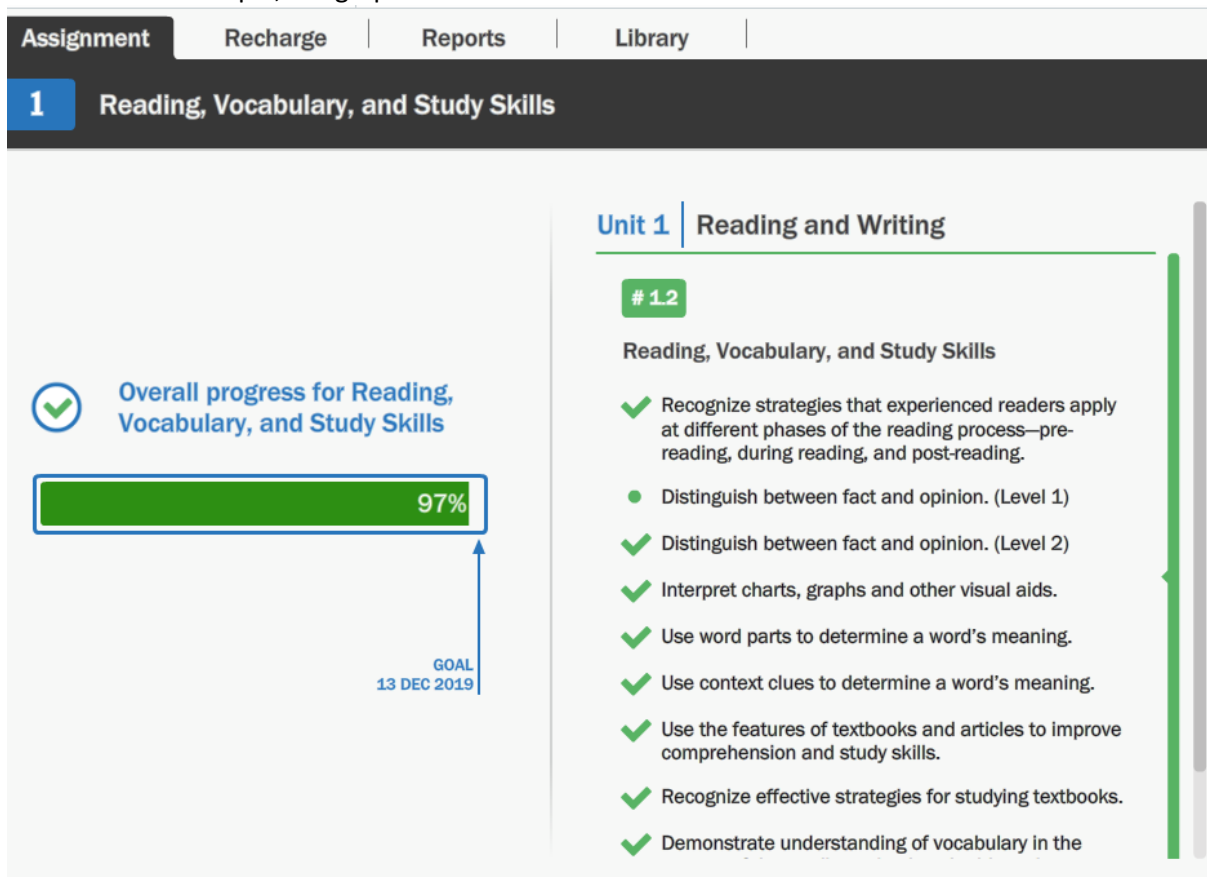 Assignment Recharge Reports Library
1 Reading, Vocabulary, and Study Skills
Overall progress for Reading,
Vocabulary, and Study Skills
97%
GOAL
13 DEC 2019
Unit 1 Reading and Writing
# 1.2
Reading, Vocabulary, and Study Skills
Recognize strategies that experienced readers apply
at different phases of the reading process—pre-
reading, during reading, and post-reading.
Distinguish between fact and opinion. (Level 1)
Distinguish between fact and opinion. (Level 2)
Interpret charts, graphs and other visual aids.
Use word parts to determine a word's meaning.
Use context clues to determine a word's meaning.
Use the features of textbooks and articles to improve
comprehension and study skills.
Recognize effective strategies for studying textbooks.
Demonstrate understanding of vocabulary in the